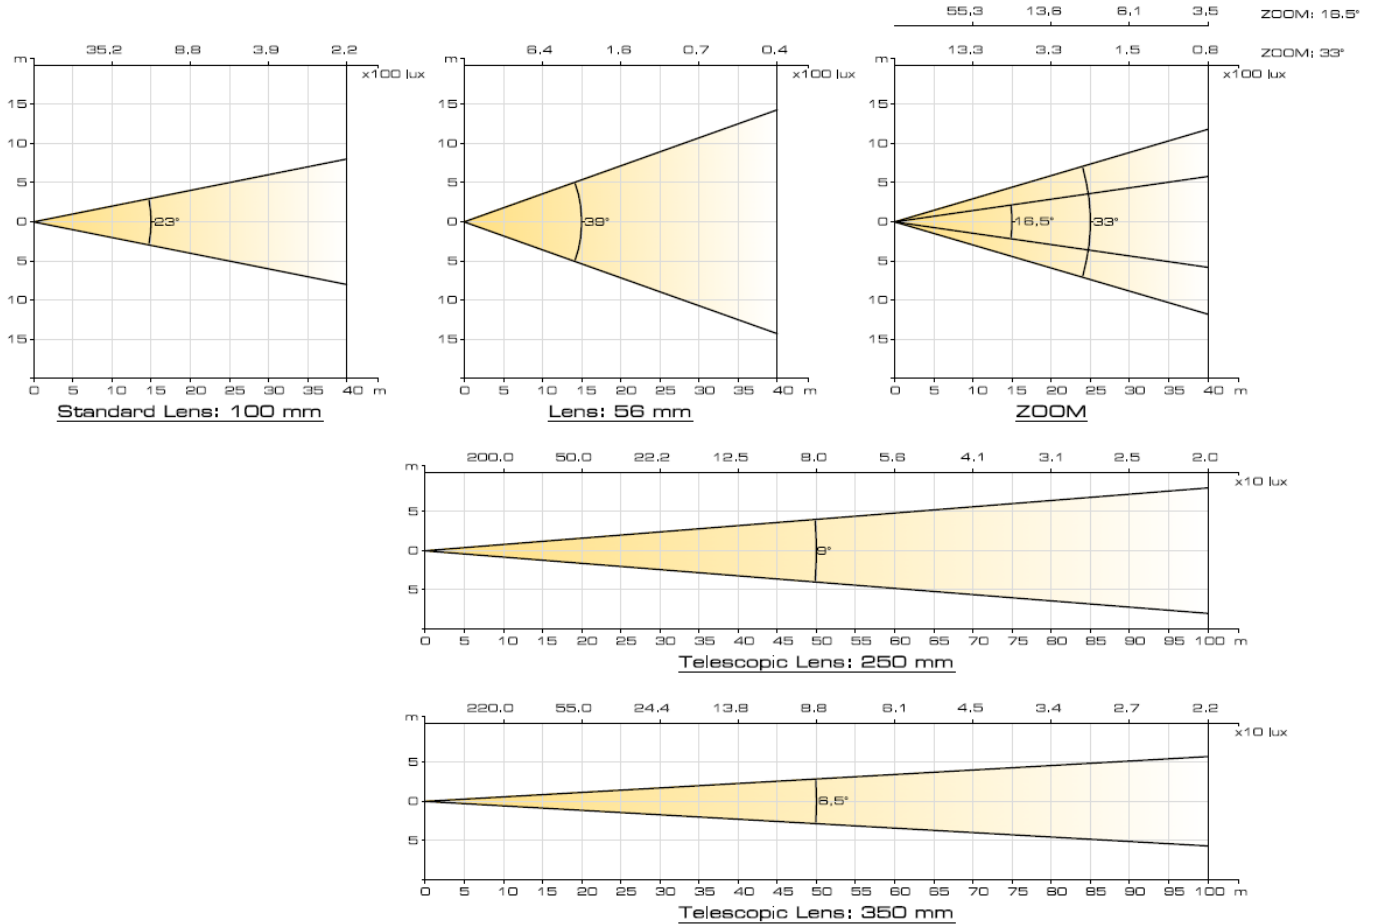 55,3 13,6 6,1 3,5 ZOOM: 16.5°
35.2 8.8 3.9 2.2
6.4 1.6 0.7 0.4
13.3 3.3 1.5 0.8 ZOOM: 33°
m
x100 lux
15
10
5
0
5
10
15
23°
0 5 10 15 20 25 30 35 40 m
Standard Lens: 100 mm
m
x100 lux
15
10
5
0
5
10
15
38°
0 5 10 15 20 25 30 35 40 m
Lens: 56 mm
m
x100 lux
15
10
5
0
5
10
15
16,5°
33°
0 5 10 15 20 25 30 35 40 m
ZOOM
200.0 50.0 22.2 12.5 8.0 5.6 4.1 3.1 2.5 2.0
m
x10 lux
5
0
5
9°
0 5 10 15 20 25 30 35 40 45 50 55 60 65 70 75 80 85 90 95 100 m
Telescopic Lens: 250 mm
220.0 55.0 24.4 13.8 8.8 6.1 4.5 3.4 2.7 2.2
m
x10 lux
5
0
5
6,5°
0 5 10 15 20 25 30 35 40 45 50 55 60 65 70 75 80 85 90 95 100 m
Telescopic Lens: 350 mm